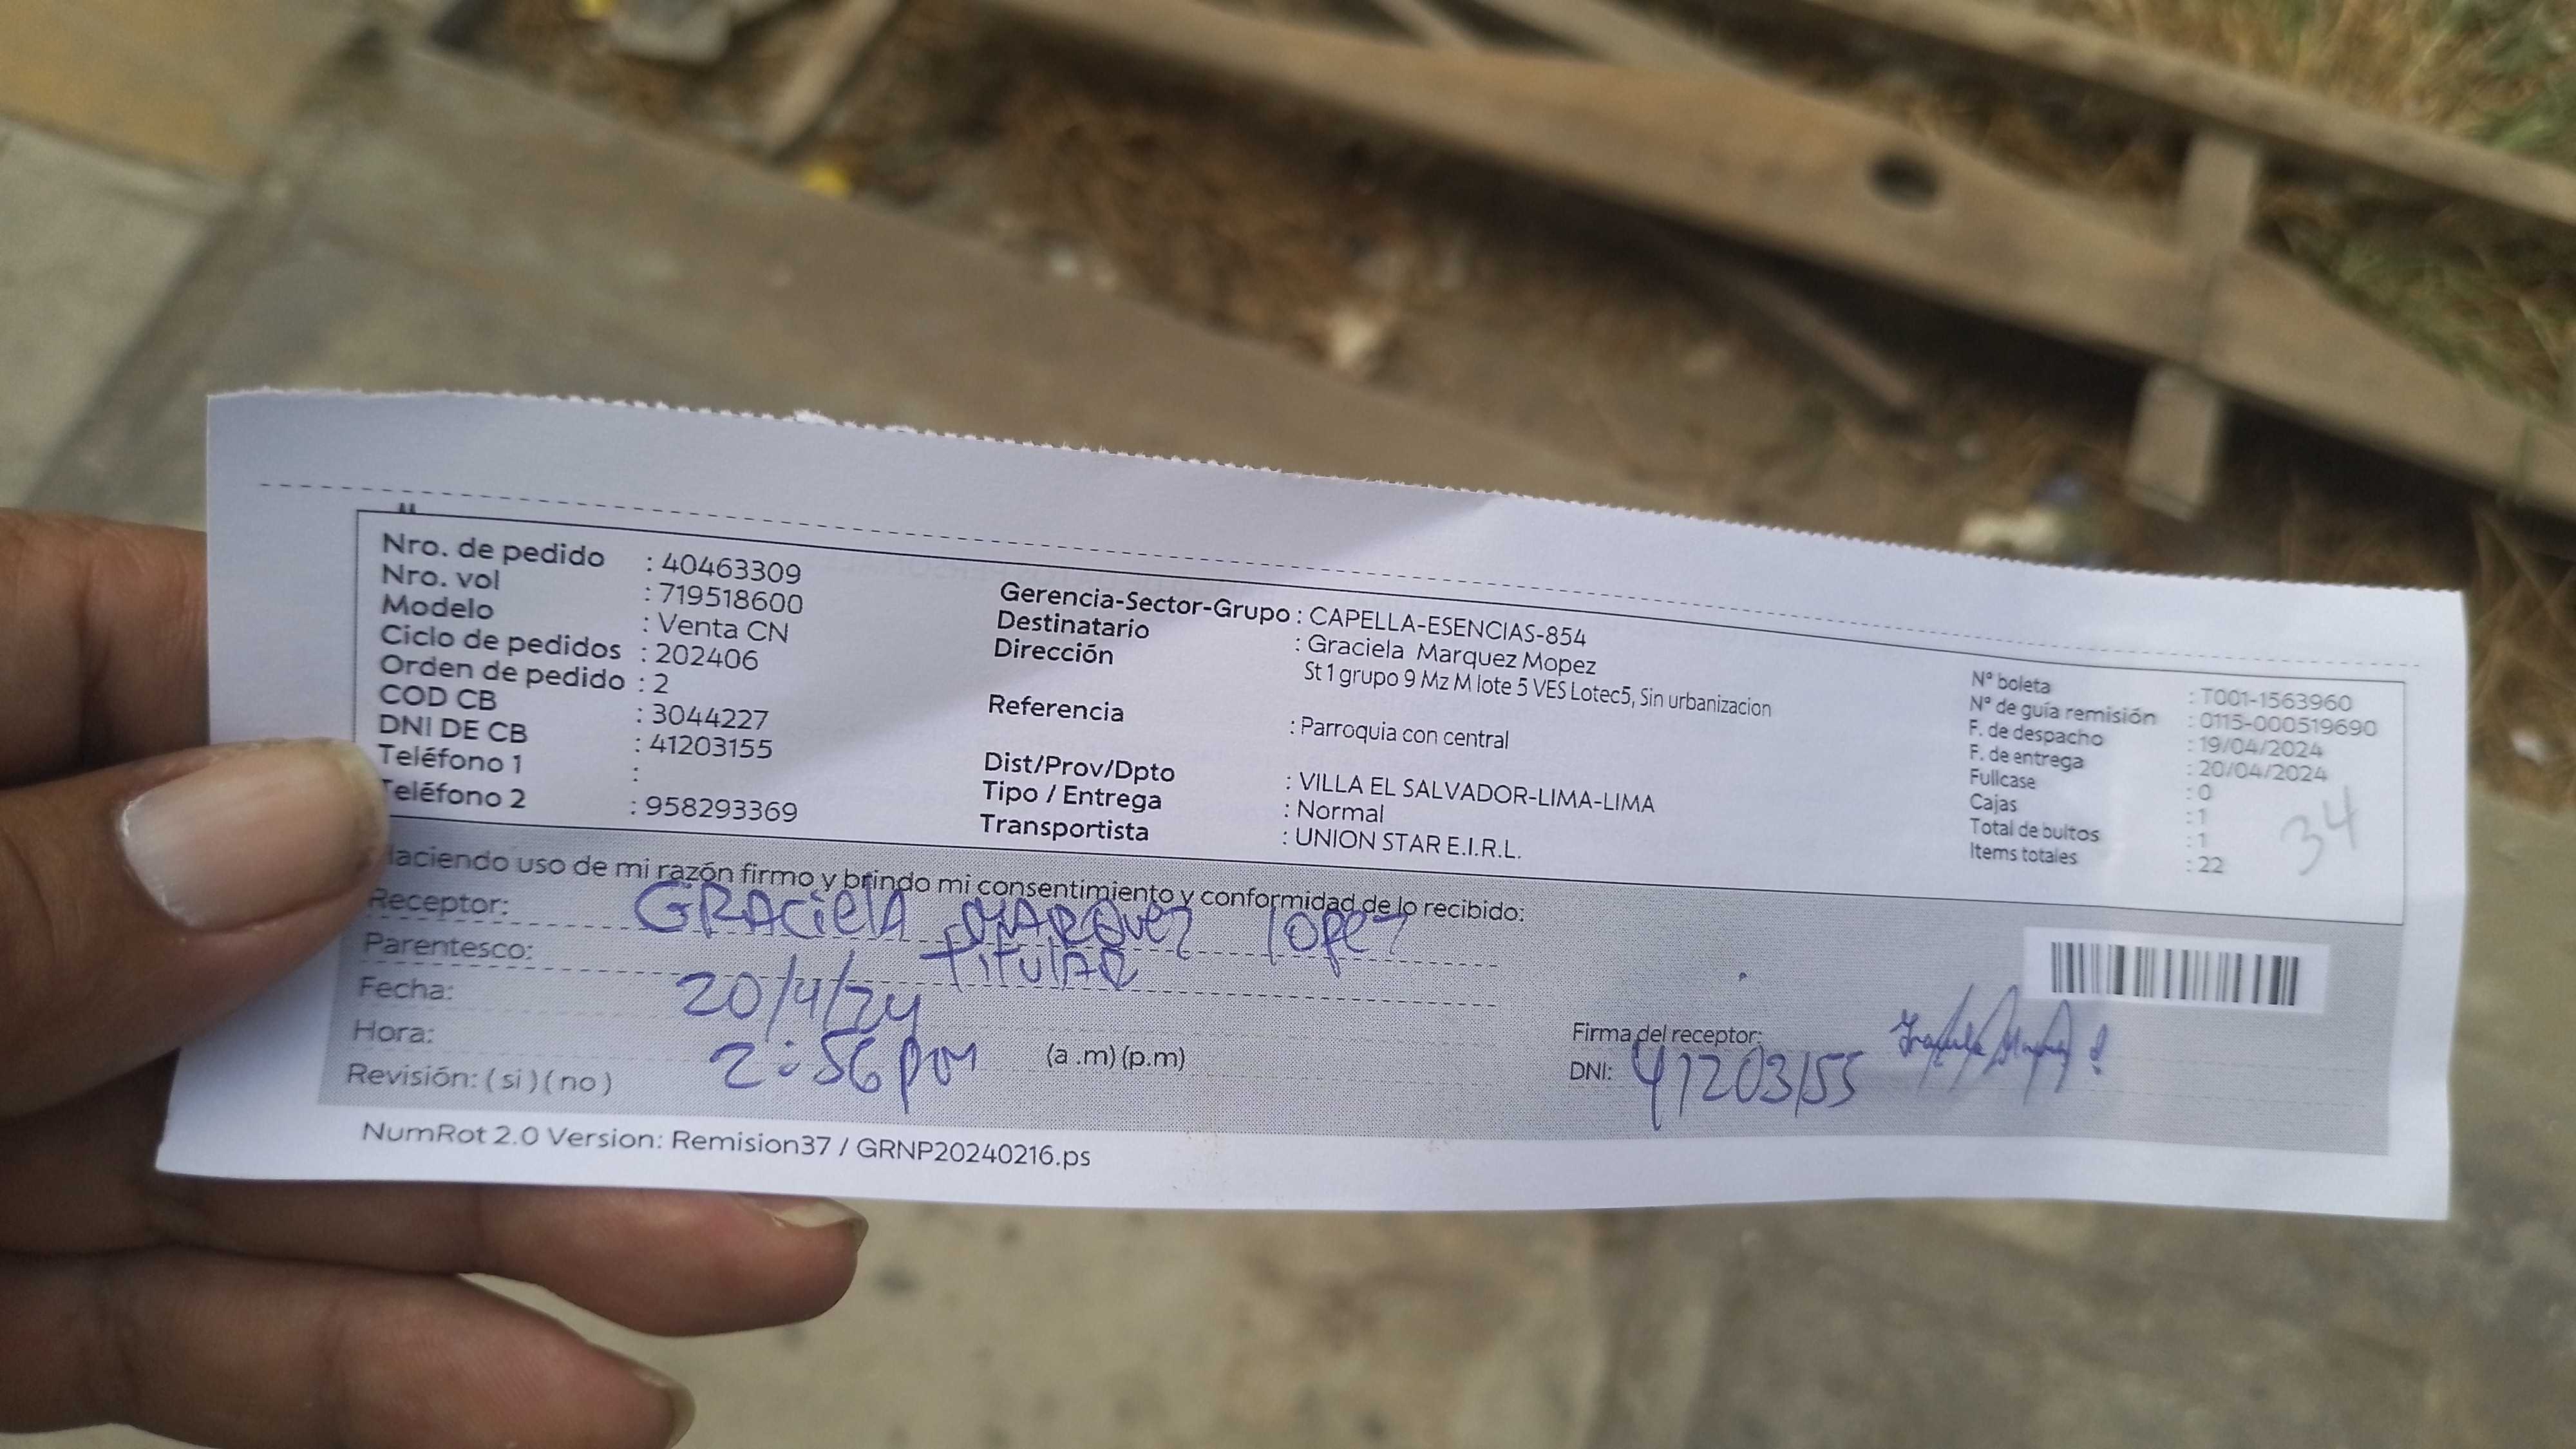 Nro. de pedido : 40463309
Nro. vol : 719518600
Modelo : Venta CN
Ciclo de pedidos : 202406
Orden de pedido : 2
COD CB : 3044227
DNI DE CB : 41203155
Teléfono 1 :
Teléfono 2 : 958293369
Gerencia-Sector-Grupo : CAPELLA-ESENCIAS-854
Destinatario : Graciela Marquez Mopez
Dirección St 1 grupo 9 Mz M lote 5 VES Lotec5, Sin urbanizacion
Referencia : Parroquia con central
Dist/Prov/Dpto : VILLA EL SALVADOR-LIMA-LIMA
Tipo / Entrega : Normal
Transportista : UNION STAR E.I.R.L.
Nº boleta : T001-1563960
Nº de guía remisión : 0115-000519690
F. de despacho : 19/04/2024
F. de entrega : 20/04/2024
Fullcase : 0
Cajas : 1
Total de bultos : 1
Items totales : 22
34
Haciendo uso de mi razón firmo y brindo mi consentimiento y conformidad de lo recibido:
Receptor: GRACielA MARQuez lopez
Parentesco: titulAR
Fecha: 20/4/24
Hora: 2:56 pm (a .m) (p.m)
Revisión: ( si ) ( no )
Firma del receptor:
DNI: 41203155
NumRot 2.0 Version: Remision37 / GRNP20240216.ps